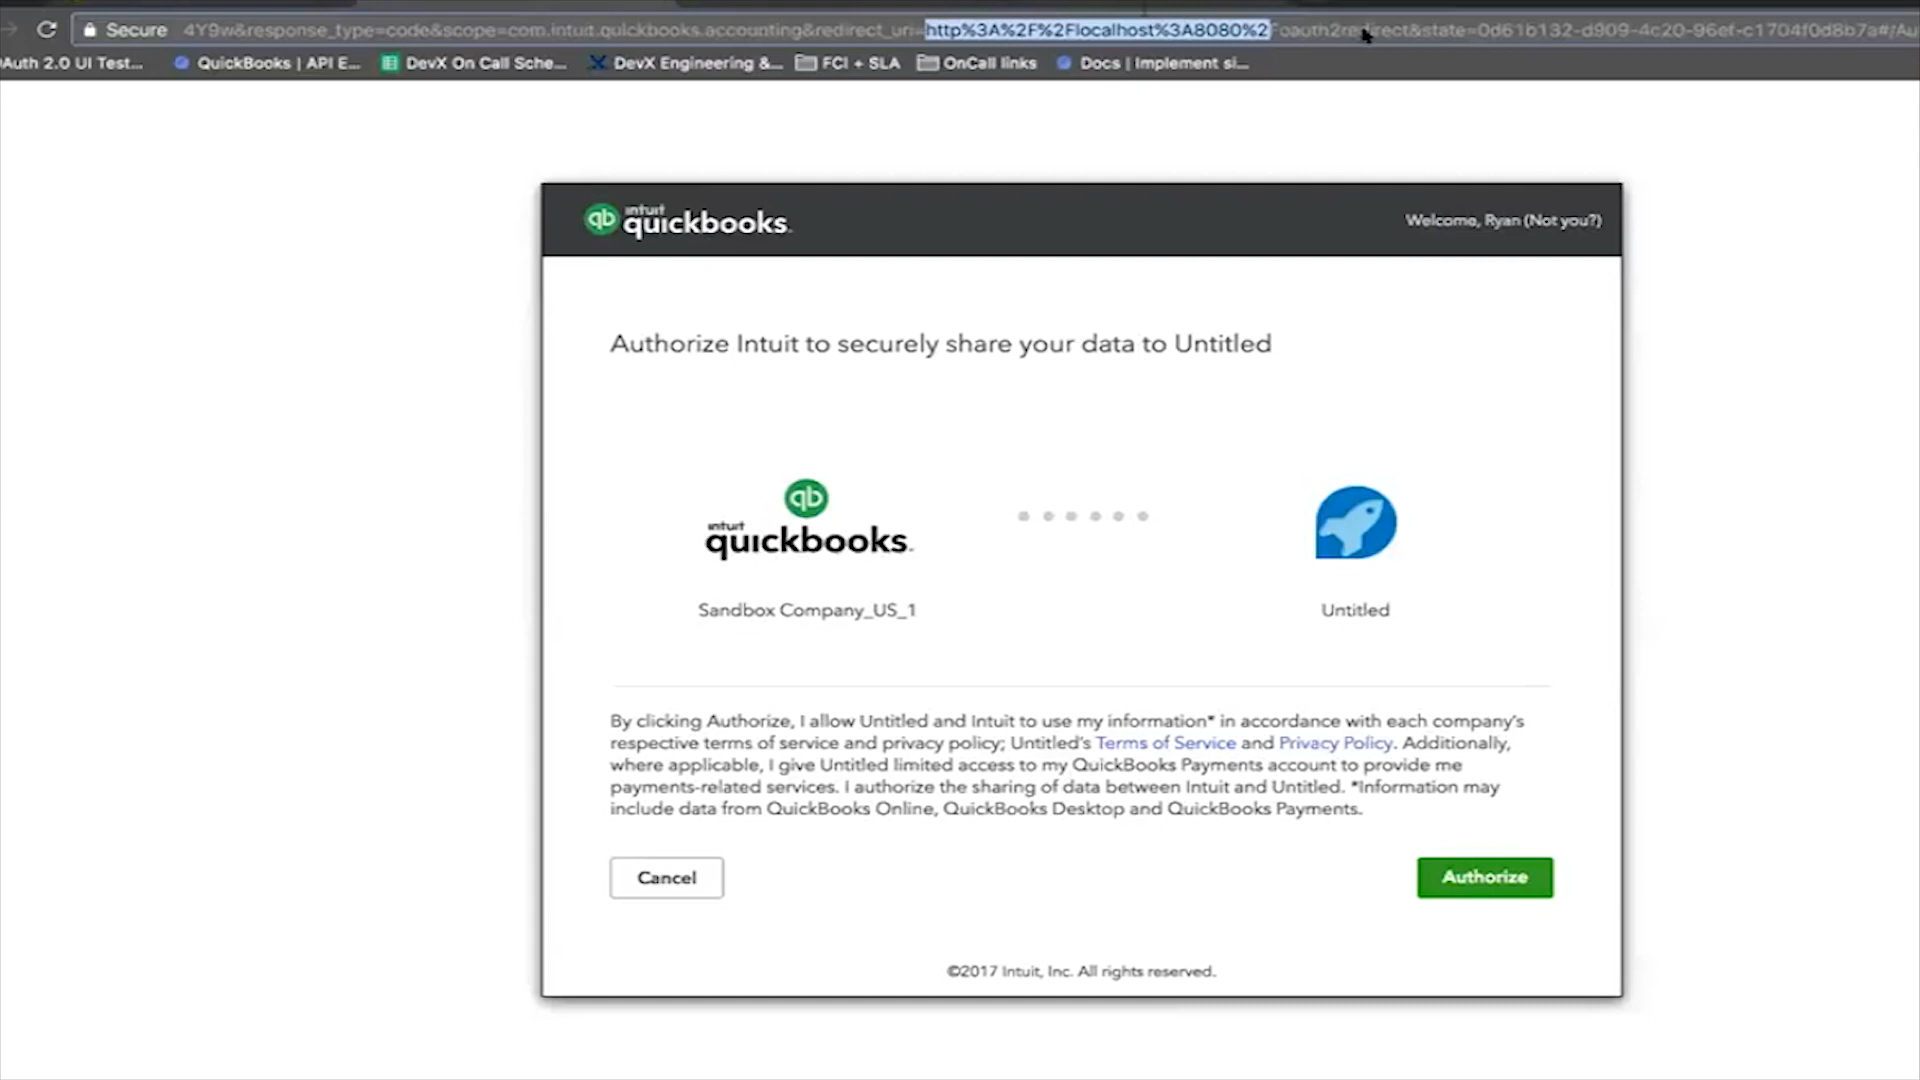 Secure 4Y9w&response_type=code&scope=com.intuit.quickbooks.accounting&redirect_uri=http%3A%2F%2Flocalhost%3A8080%2Foauth2redirect&state=0d61b132-d909-4c20-96ef-c1704f0d8b7a#/Au
Auth 2.0 UI Test... QuickBooks | API E... DevX On Call Sche... DevX Engineering &... FCI + SLA OnCall links Docs | Implement si...
qb intuit quickbooks. Welcome, Ryan (Not you?)
Authorize Intuit to securely share your data to Untitled
qb
intuit
quickbooks.
Sandbox Company_US_1 Untitled
By clicking Authorize, I allow Untitled and Intuit to use my information* in accordance with each company's
respective terms of service and privacy policy; Untitled's Terms of Service and Privacy Policy. Additionally,
where applicable, I give Untitled limited access to my QuickBooks Payments account to provide me
payments-related services. I authorize the sharing of data between Intuit and Untitled. *Information may
include data from QuickBooks Online, QuickBooks Desktop and QuickBooks Payments.
Cancel Authorize
©2017 Intuit, Inc. All rights reserved.